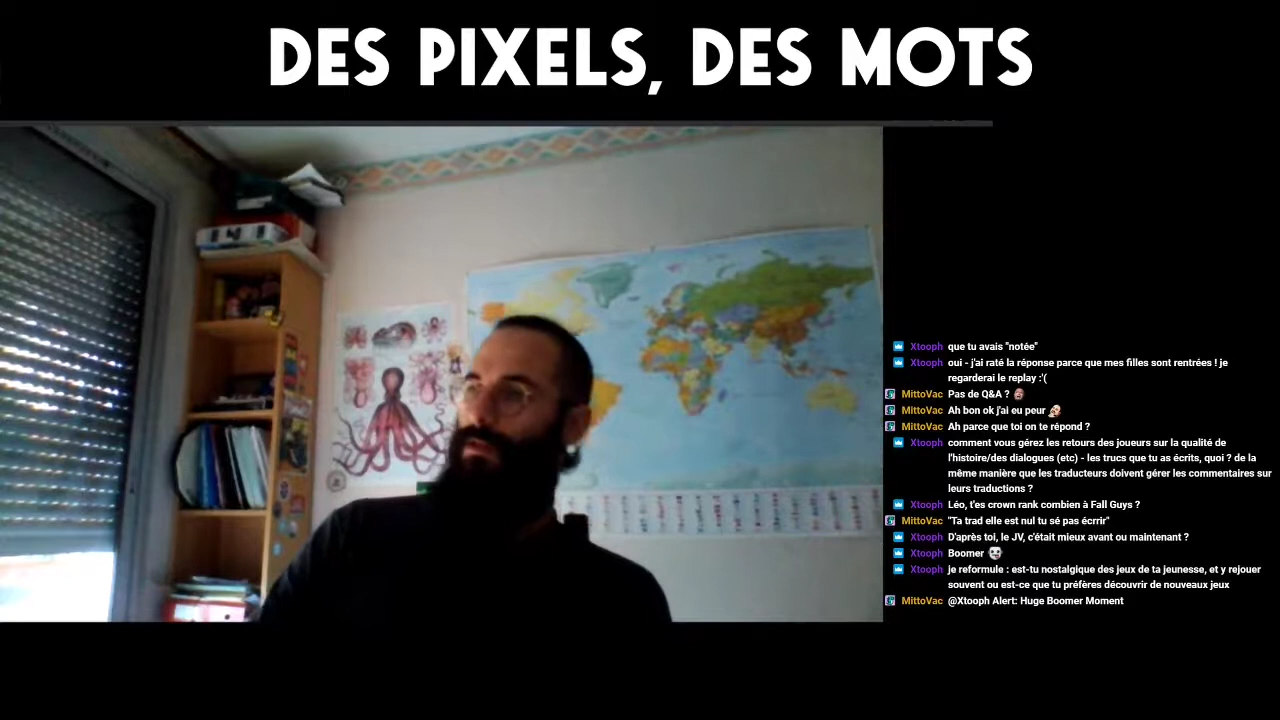 DES PIXELS, DES MOTS
Xtooph que tu avais "notée"
Xtooph oui - j'ai raté la réponse parce que mes filles sont rentrées ! je
regarderai le replay :'(
MittoVac Pas de Q&A ?
MittoVac Ah bon ok j'ai eu peur
MittoVac Ah parce que toi on te répond ?
Xtooph comment vous gérez les retours des joueurs sur la qualité de
l'histoire/des dialogues (etc) - les trucs que tu as écrits, quoi ? de la
même manière que les traducteurs doivent gérer les commentaires sur
leurs traductions ?
Xtooph Léo, t'es crown rank combien à Fall Guys ?
MittoVac "Ta trad elle est nul tu sé pas écrrir"
Xtooph D'après toi, le JV, c'était mieux avant ou maintenant ?
Xtooph Boomer
Xtooph je reformule : est-tu nostalgique des jeux de ta jeunesse, et y rejouer
souvent ou est-ce que tu préfères découvrir de nouveaux jeux
MittoVac @Xtooph Alert: Huge Boomer Moment